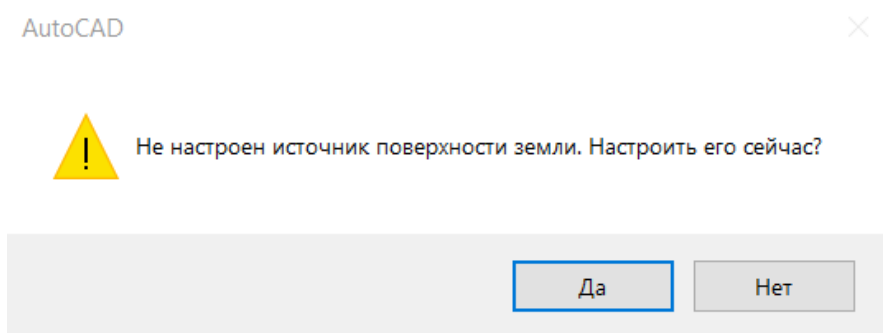 AutoCAD
Не настроен источник поверхности земли. Настроить его сейчас?
Да
Нет